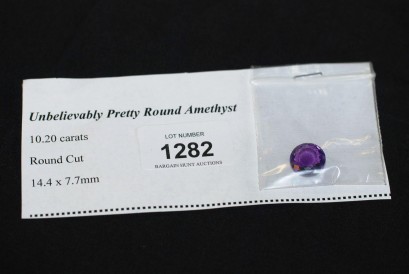 Unbelievably Pretty Round Amethyst
10.20 carats
Round Cut
14.4 x 7.7mm
LOT NUMBER
1282
BARGAIN HUNT AUCTIONS